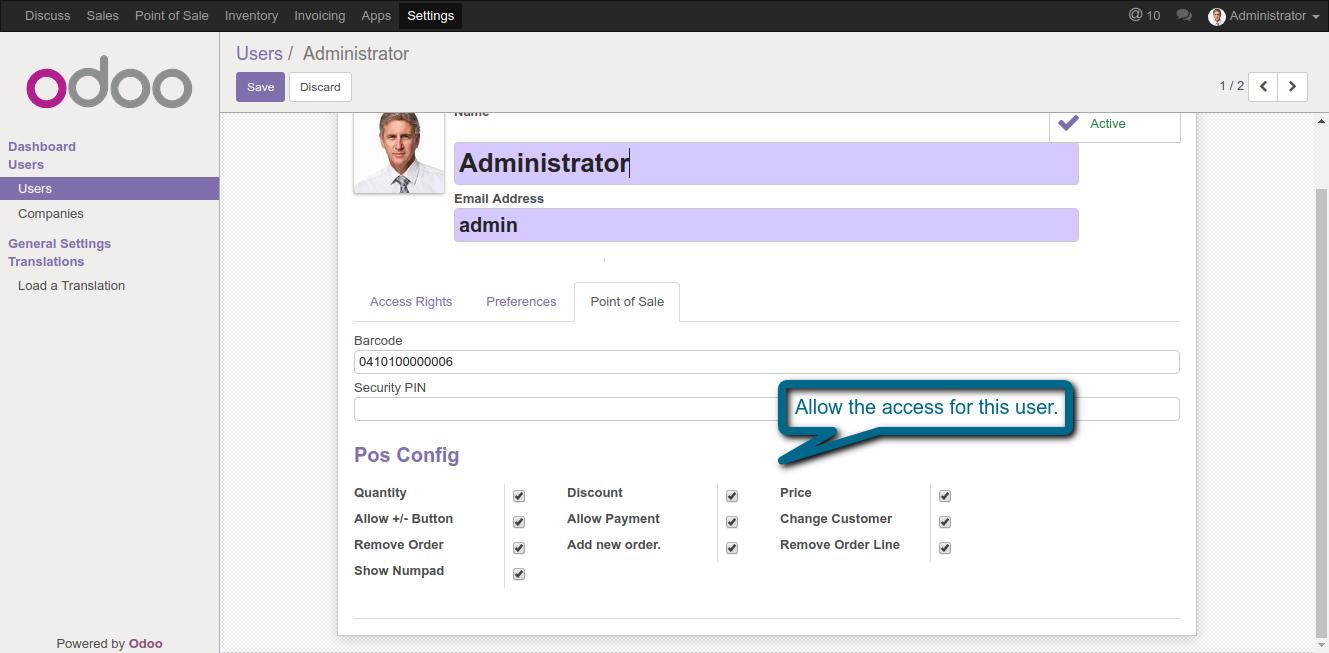 Discuss Sales Point of Sale Inventory Invoicing Apps Settings @ 10 Administrator
odoo
Users / Administrator
Save Discard 1 / 2
Dashboard
Users
Users
Companies
General Settings
Translations
Load a Translation
Powered by Odoo
Name
Active
Administrator
Email Address
admin
Access Rights Preferences Point of Sale
Barcode
0410100000006
Security PIN
Allow the access for this user.
Pos Config
Quantity Discount Price
Allow +/- Button Allow Payment Change Customer
Remove Order Add new order. Remove Order Line
Show Numpad